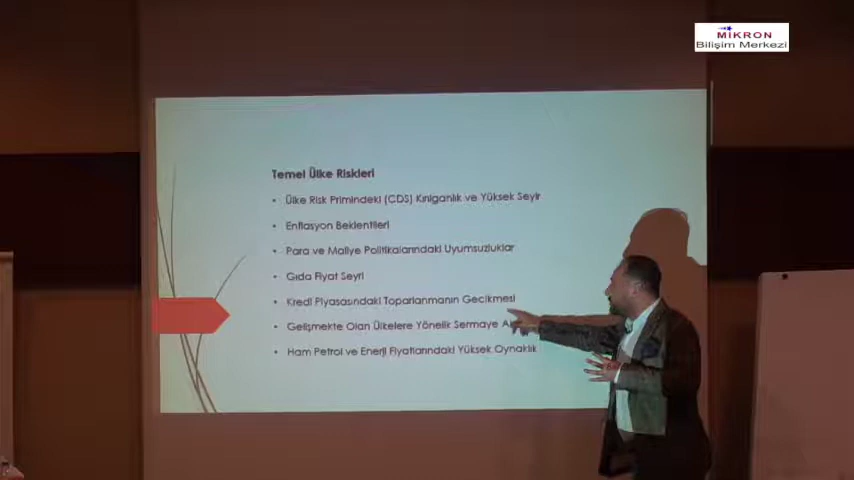 MİKRON
Bilişim Merkezi
Temel Ülke Riskleri
• Ülke Risk Primindeki (CDS) Kırılganlık ve Yüksek Seyir
• Enflasyon Beklentileri
• Para ve Maliye Politikalarındaki Uyumsuzluklar
• Gıda Fiyat Seyri
• Kredi Piyasasındaki Toparlanmanın Gecikmesi
• Gelişmekte Olan Ülkelere Yönelik Sermaye
• Ham Petrol ve Enerji Fiyatlarındaki Yüksek Oynaklık